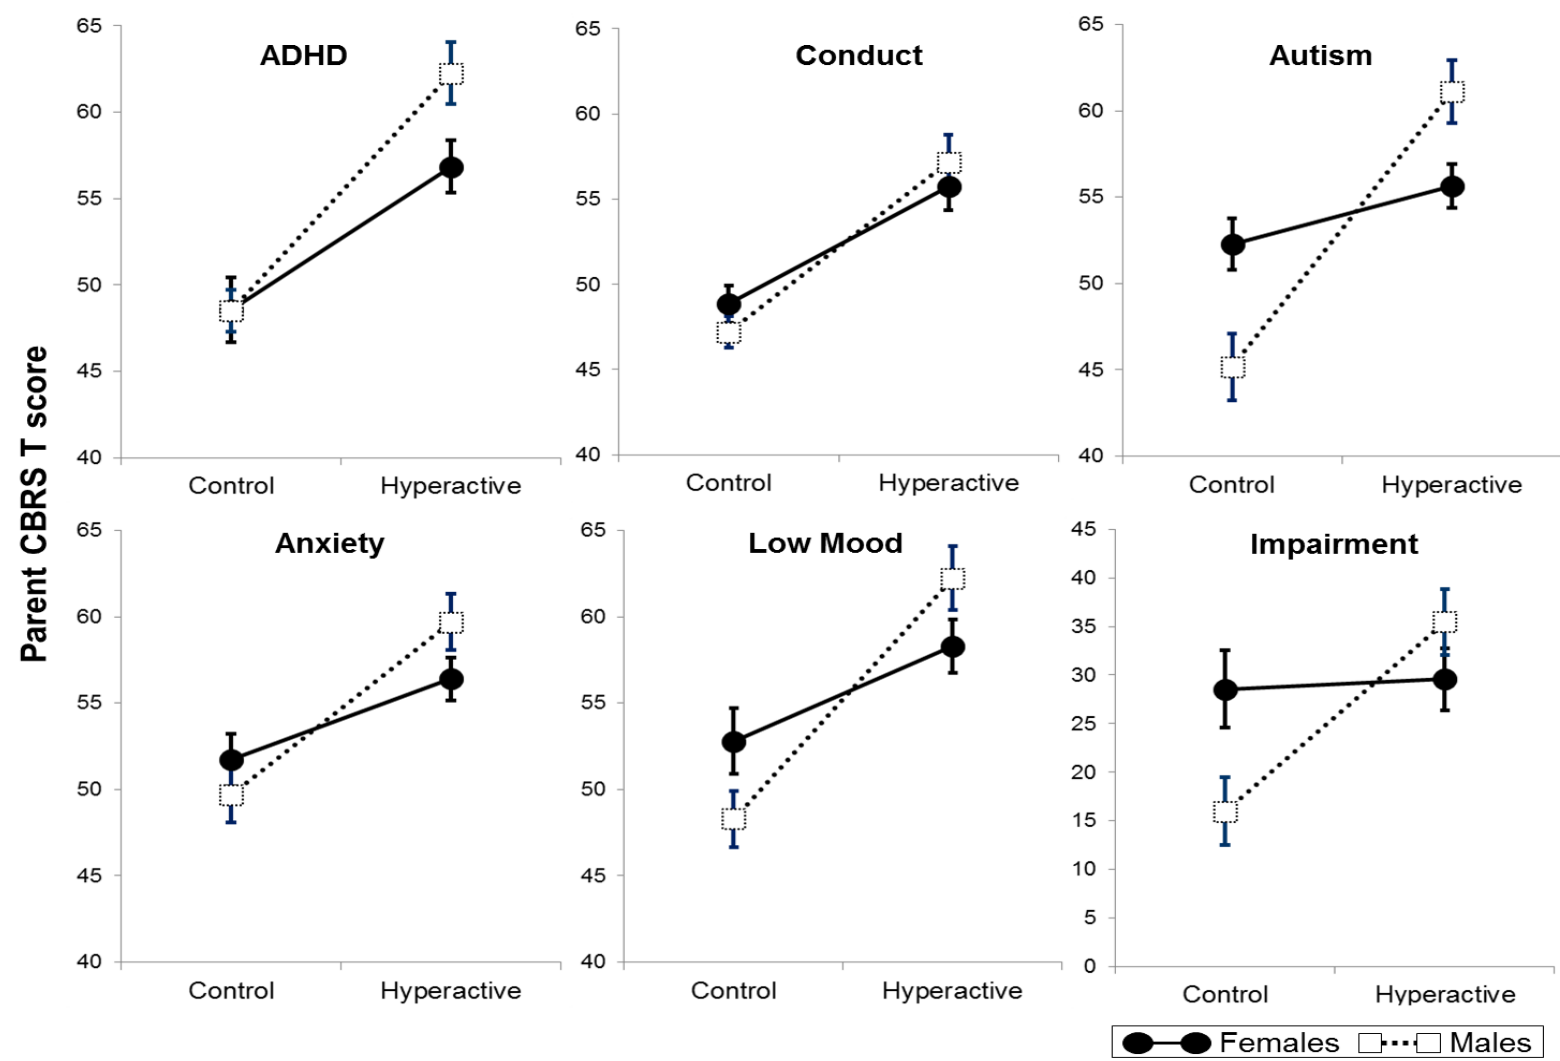 Parent CBRS T score
ADHD
65
60
55
50
45
40
Control Hyperactive
Conduct
65
60
55
50
45
40
Control Hyperactive
Autism
65
60
55
50
45
40
Control Hyperactive
Anxiety
65
60
55
50
45
40
Control Hyperactive
Low Mood
65
60
55
50
45
40
Control Hyperactive
Impairment
45
40
35
30
25
20
15
10
5
0
Control Hyperactive
Females Males